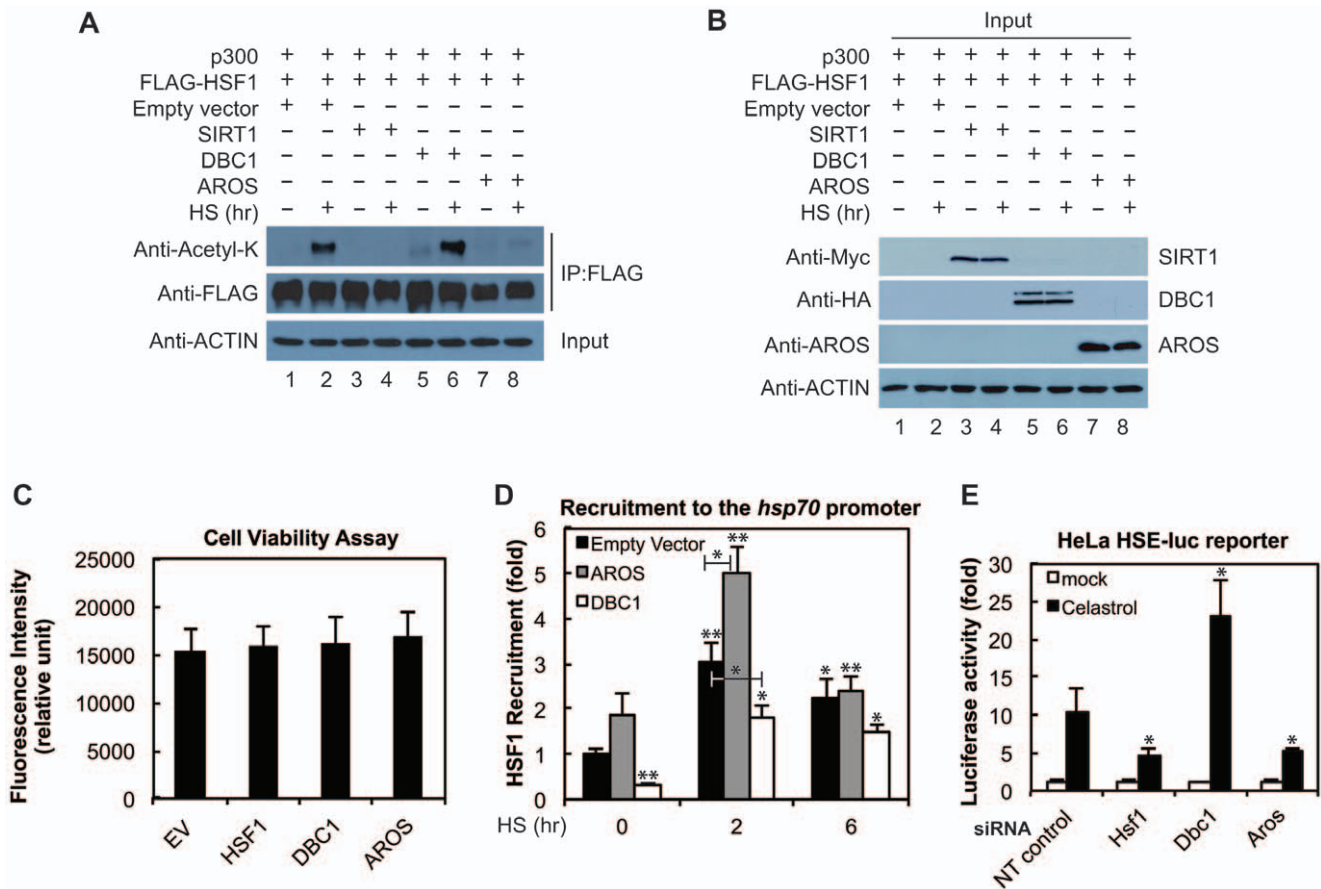 A
p300 + + + + + + + +
FLAG-HSF1 + + + + + + + +
Empty vector + + – – – – – –
SIRT1 – – + + – – – –
DBC1 – – – – + + – –
AROS – – – – – – + +
HS (hr) – + – + – + – +
Anti-Acetyl-K
Anti-FLAG
IP:FLAG
Anti-ACTIN Input
1 2 3 4 5 6 7 8
B
Input
p300 + + + + + + + +
FLAG-HSF1 + + + + + + + +
Empty vector + + – – – – – –
SIRT1 – – + + – – – –
DBC1 – – – – + + – –
AROS – – – – – – + +
HS (hr) – + – + – + – +
Anti-Myc SIRT1
Anti-HA DBC1
Anti-AROS AROS
Anti-ACTIN
1 2 3 4 5 6 7 8
C
Cell Viability Assay
Fluorescence Intensity
(relative unit)
25000
20000
15000
10000
5000
0
EV HSF1 DBC1 AROS
D
Recruitment to the hsp70 promoter
HSF1 Recruitment (fold)
6
5
4
3
2
1
0
Empty Vector
AROS
DBC1
**
*
**
**
*
*
*
**
*
HS (hr) 0 2 6
E
HeLa HSE-luc reporter
Luciferase activity (fold)
30
25
20
15
10
5
0
mock
Celastrol
*
*
*
siRNA
NT control Hsf1 Dbc1 Aros